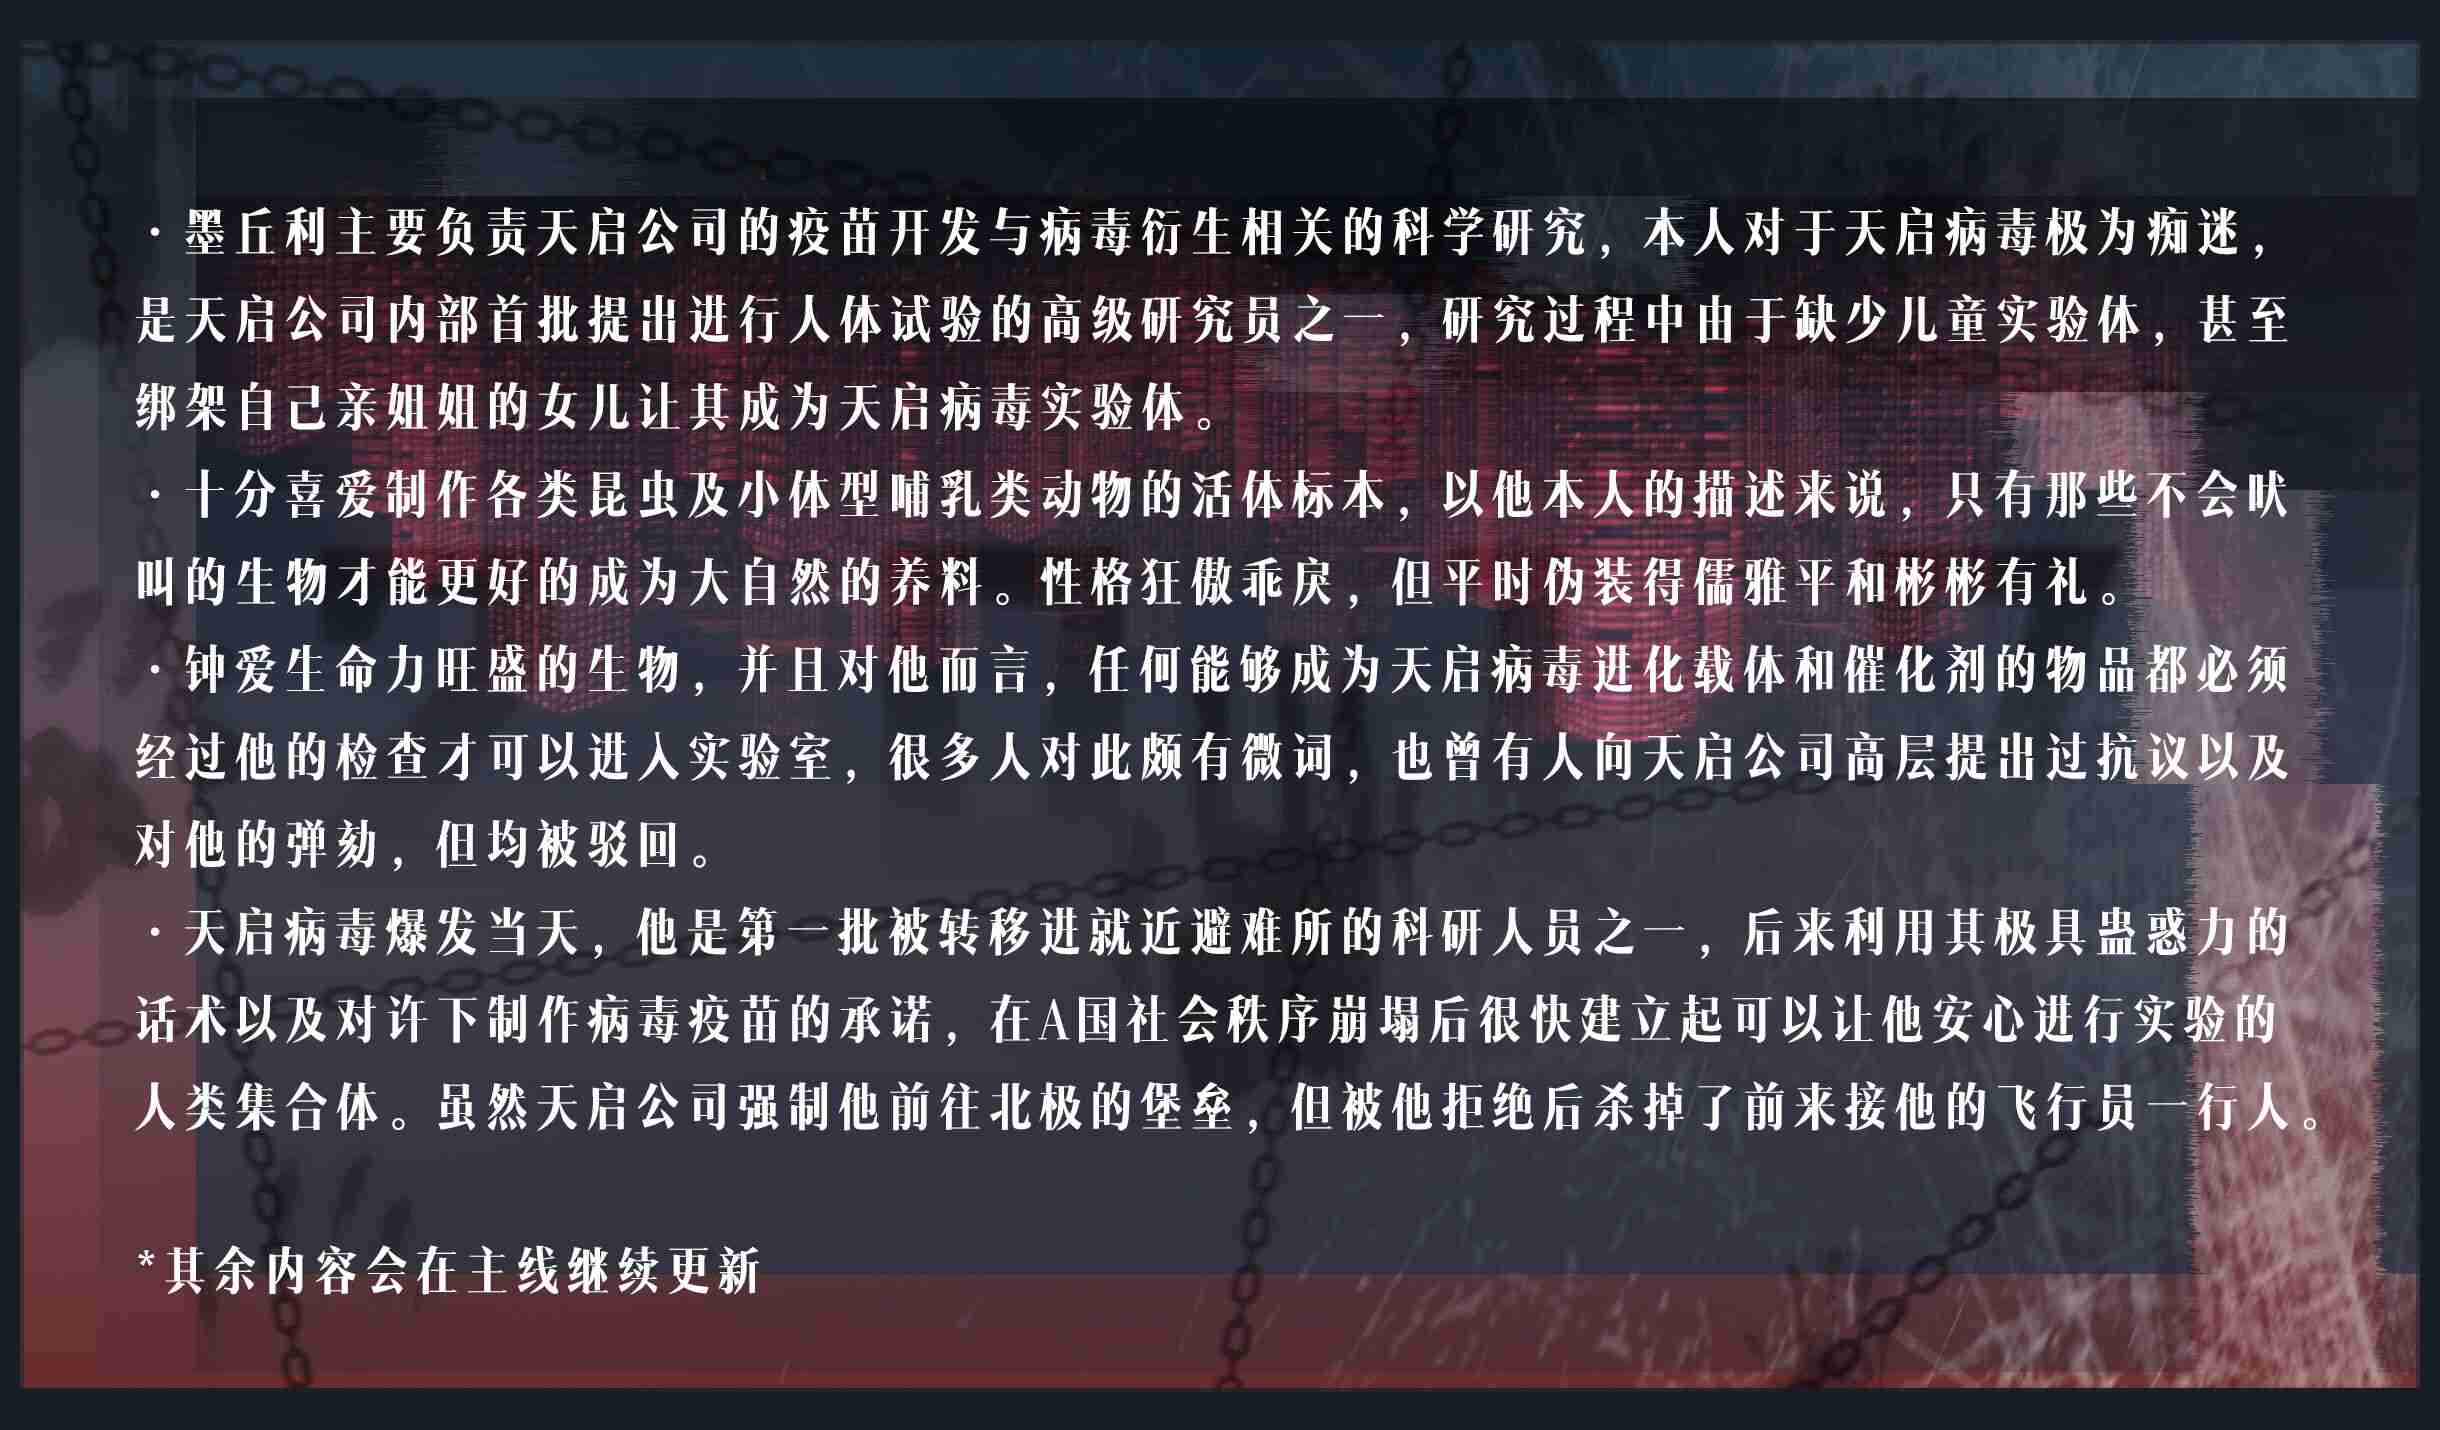 ·墨丘利主要负责天启公司的疫苗开发与病毒衍生相关的科学研究，本人对于天启病毒极为痴迷，
是天启公司内部首批提出进行人体试验的高级研究员之一，研究过程中由于缺少儿童实验体，甚至
绑架自己亲姐姐的女儿让其成为天启病毒实验体。
·十分喜爱制作各类昆虫及小体型哺乳类动物的活体标本，以他本人的描述来说，只有那些不会吠
叫的生物才能更好的成为大自然的养料。性格狂傲乖戾，但平时伪装得儒雅平和彬彬有礼。
·钟爱生命力旺盛的生物，并且对他而言，任何能够成为天启病毒进化载体和催化剂的物品都必须
经过他的检查才可以进入实验室，很多人对此颇有微词，也曾有人向天启公司高层提出过抗议以及
对他的弹劾，但均被驳回。
·天启病毒爆发当天，他是第一批被转移进就近避难所的科研人员之一，后来利用其极具蛊惑力的
话术以及对许下制作病毒疫苗的承诺，在A国社会秩序崩塌后很快建立起可以让他安心进行实验的
人类集合体。虽然天启公司强制他前往北极的堡垒，但被他拒绝后杀掉了前来接他的飞行员一行人。
*其余内容会在主线继续更新